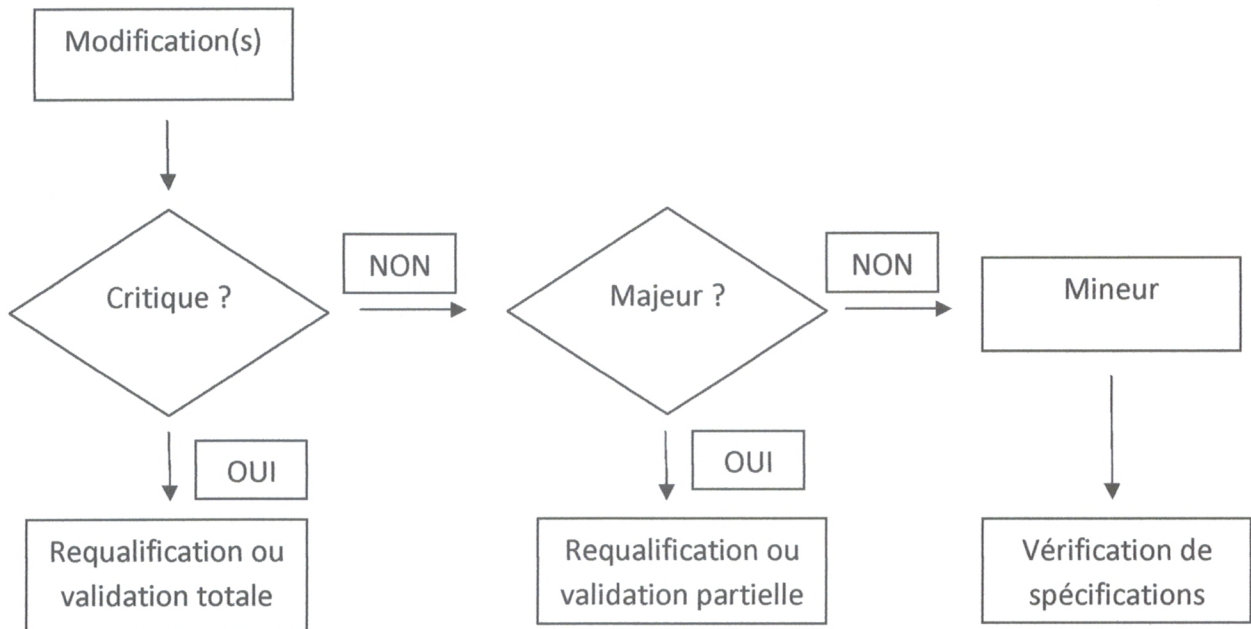 Modification(s)
Critique ?
NON
Majeur ?
NON
Mineur
OUI
OUI
Requalification ou
validation totale
Requalification ou
validation partielle
Vérification de
spécifications